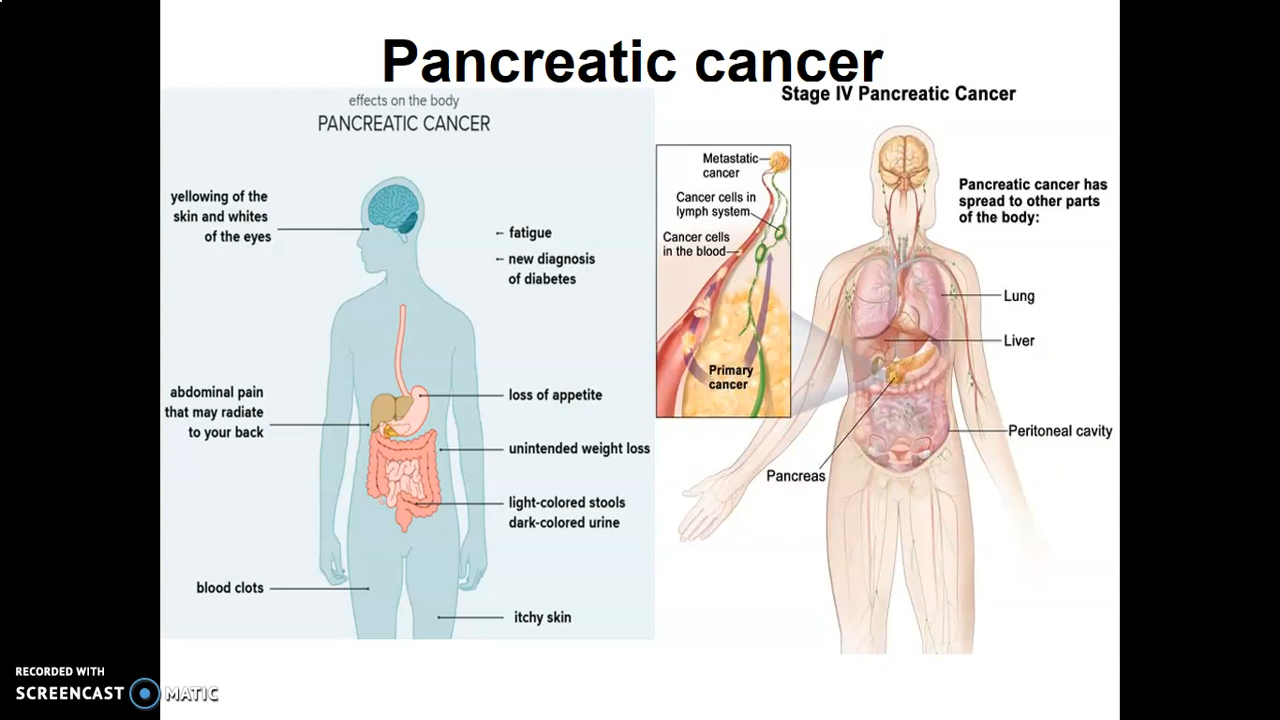 Pancreatic cancer
effects on the body
PANCREATIC CANCER
yellowing of the
skin and whites
of the eyes
← fatigue
← new diagnosis
of diabetes
abdominal pain
that may radiate
to your back
loss of appetite
unintended weight loss
light-colored stools
dark-colored urine
blood clots
itchy skin
Stage IV Pancreatic Cancer
Metastatic
cancer
Cancer cells in
lymph system
Cancer cells
in the blood
Primary
cancer
Pancreatic cancer has
spread to other parts
of the body:
Lung
Liver
Peritoneal cavity
Pancreas
RECORDED WITH
SCREENCAST MATIC